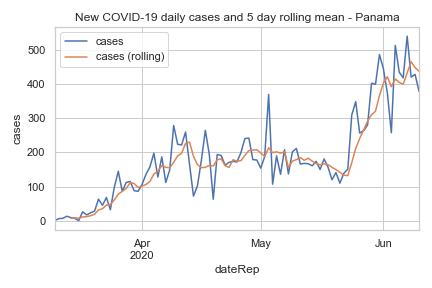 New COVID-19 daily cases and 5 day rolling mean - Panama
cases
cases (rolling)
cases
500
400
300
200
100
0
Apr
2020
May
Jun
dateRep